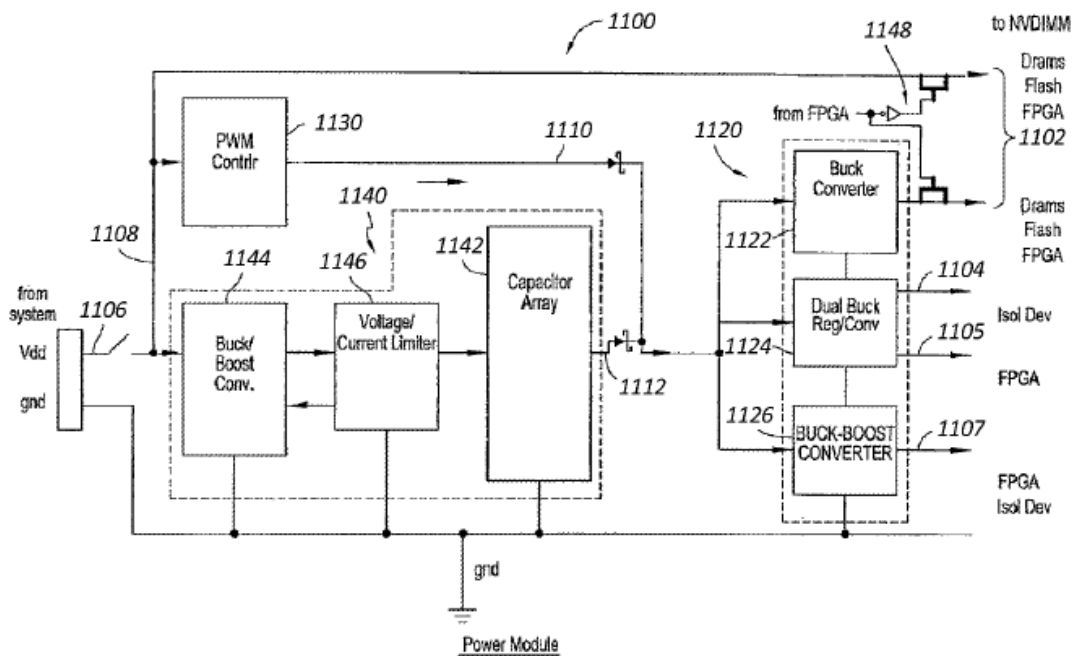 1100
to NVDIMM
1148
Drams
Flash
FPGA
from FPGA
1102
1130
PWM
Contrlr
1110
1120
Buck
Converter
1140
Drams
Flash
FPGA
1108
1142
1122
1144
1146
Capacitor
Array
1104
from
system
1106
Voltage/
Current Limiter
Dual Buck
Reg/Conv
Isol Dev
Vdd
Buck/
Boost
Conv.
1124
1105
1112
FPGA
gnd
1126
BUCK-BOOST
CONVERTER
1107
FPGA
Isol Dev
gnd
Power Module